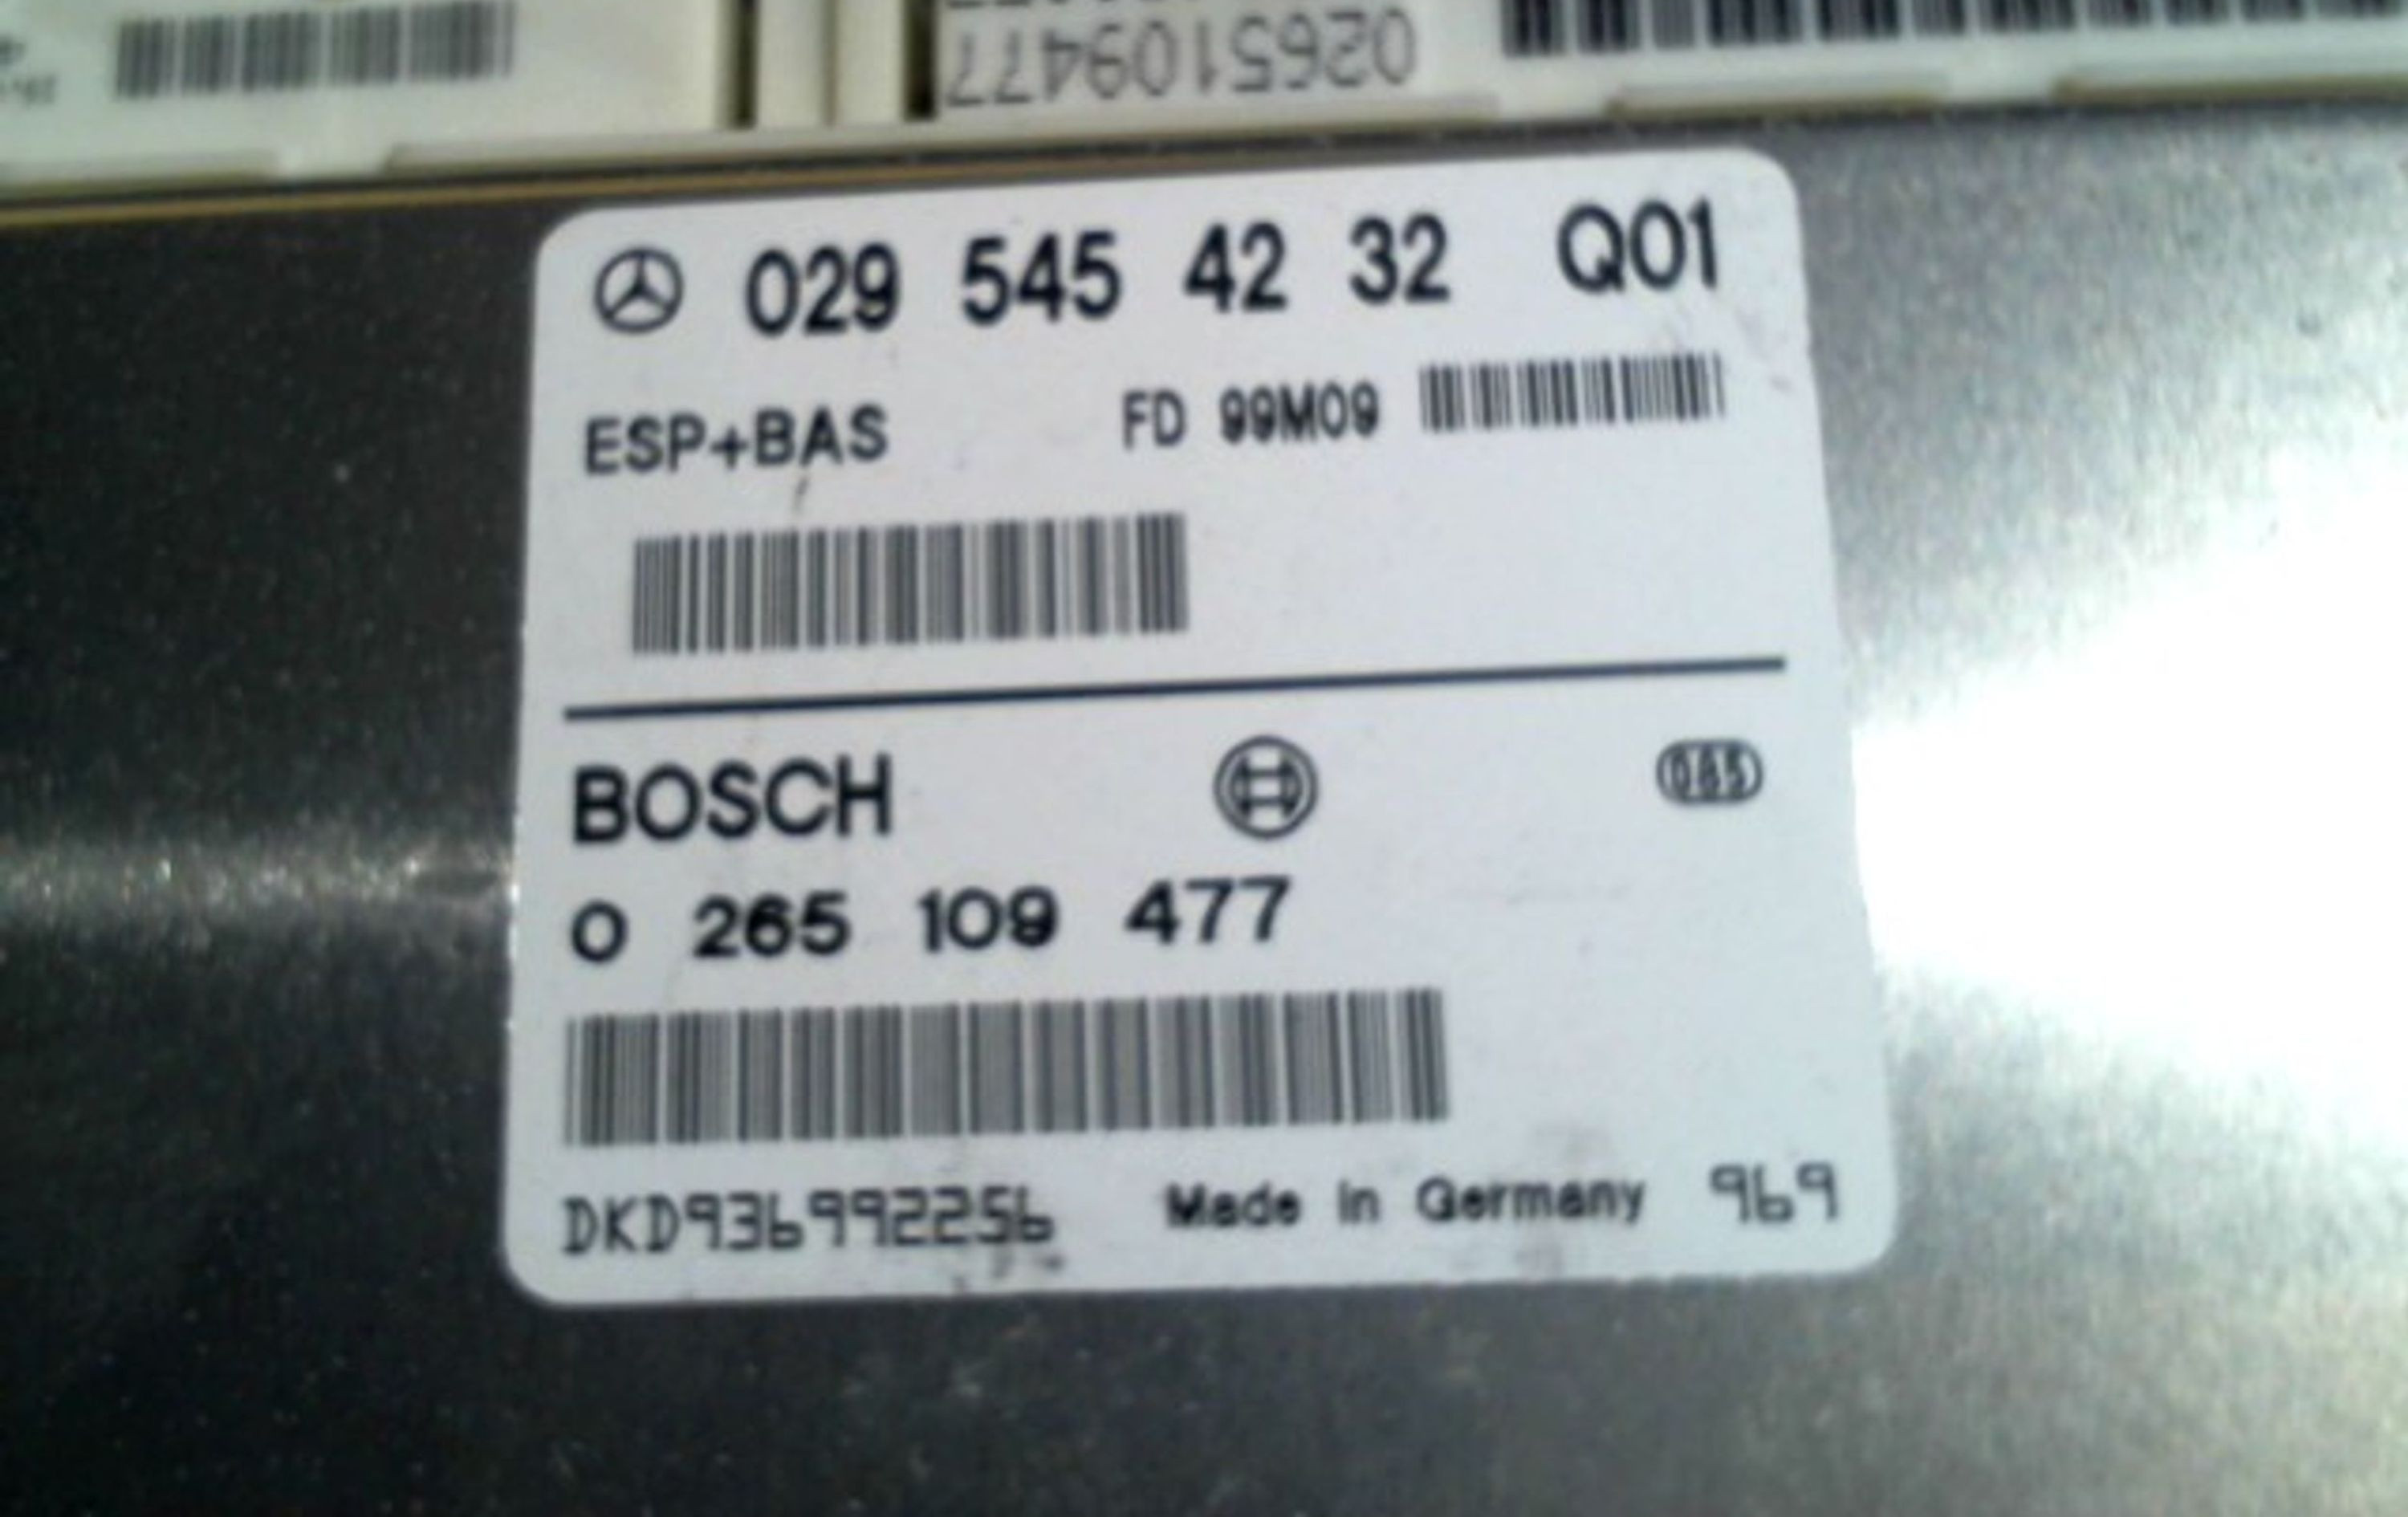 0265109477
029 545 42 32 Q01
ESP+BAS FD 99M09
BOSCH
0 265 109 477
DKD936992256 Made in Germany 969